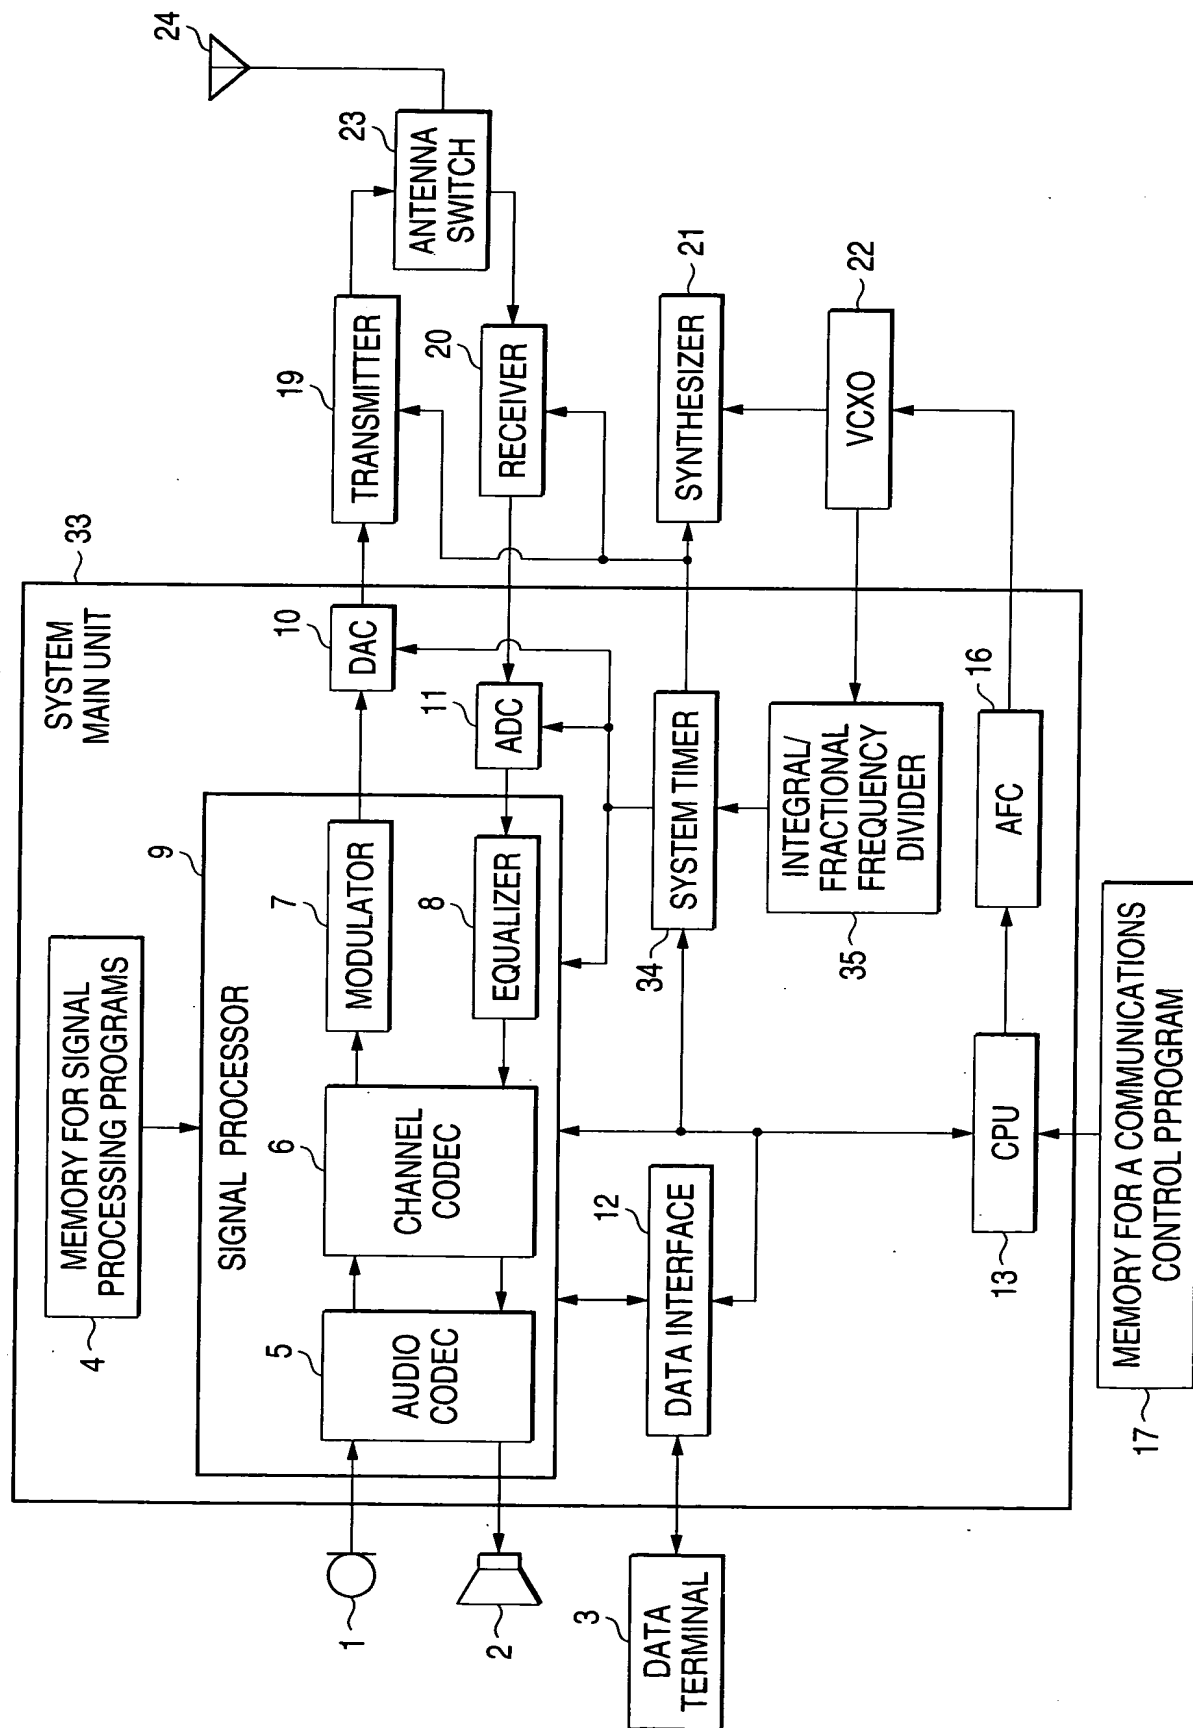 24
ANTENNA
SWITCH
23
TRANSMITTER
19
RECEIVER
20
SYNTHESIZER
21
VCXO
22
33
SYSTEM
MAIN UNIT
DAC
10
ADC
11
SYSTEM TIMER
34
INTEGRAL/
FRACTIONAL
FREQUENCY
DIVIDER
35
AFC
16
9
SIGNAL PROCESSOR
MODULATOR
7
EQUALIZER
8
CHANNEL
CODEC
6
AUDIO
CODEC
5
MEMORY FOR SIGNAL
PROCESSING PROGRAMS
4
DATA INTERFACE
12
CPU
13
MEMORY FOR A COMMUNICATIONS
CONTROL PPROGRAM
17
1
2
DATA
TERMINAL
3